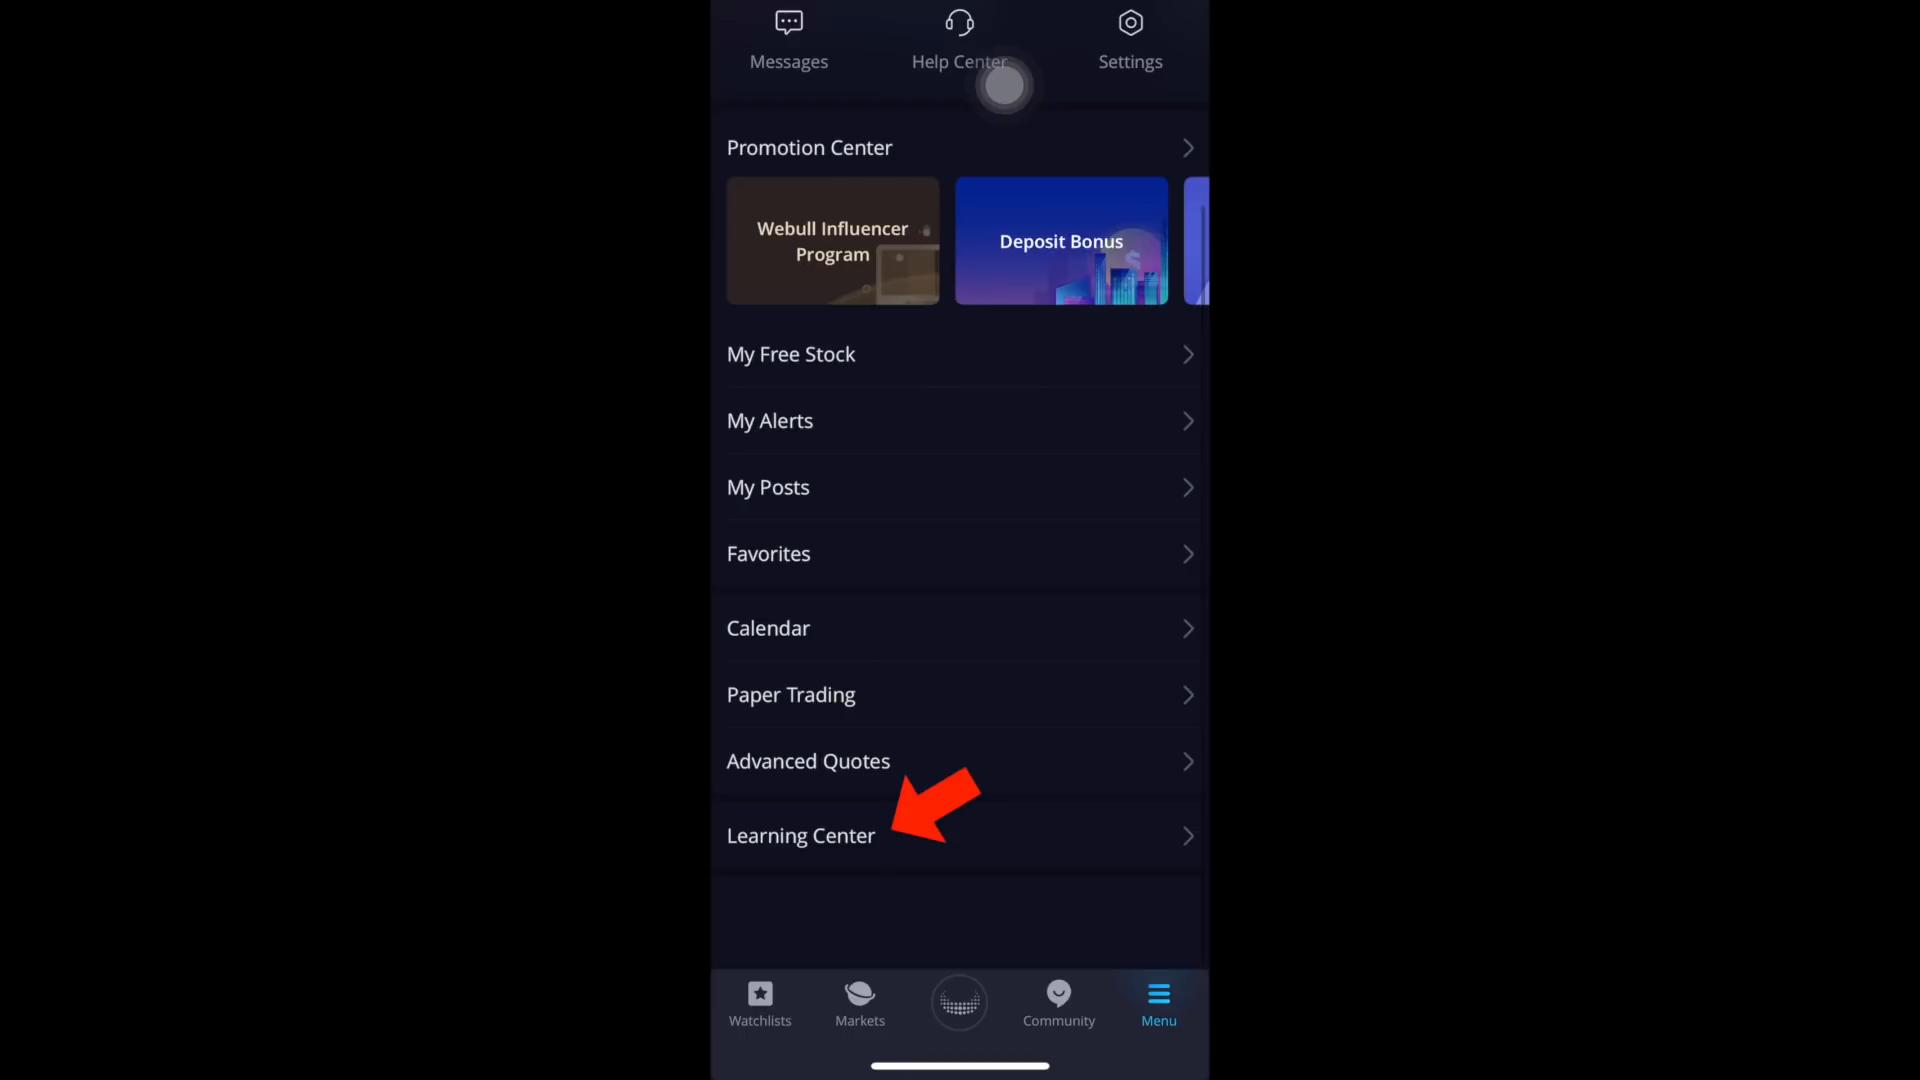 Messages
Help Center
Settings
Promotion Center
Webull Influencer
Program
Deposit Bonus
My Free Stock
My Alerts
My Posts
Favorites
Calendar
Paper Trading
Advanced Quotes
Learning Center
Watchlists
Markets
Community
Menu